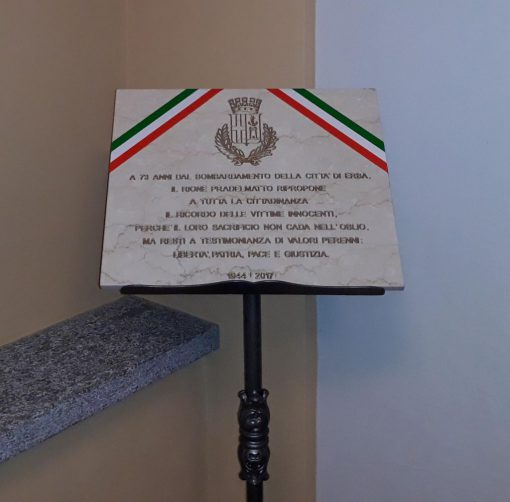 A 73 ANNI DAL BOMBARDAMENTO DELLA CITTA' DI ERBA,
IL RIONE PRADELMATTO RIPROPONE
A TUTTA LA CITTADINANZA
IL RICORDO DELLE VITTIME INNOCENTI,
PERCHE' IL LORO SACRIFICIO NON CADA NELL'OBLIO,
MA RESTI A TESTIMONIANZA DI VALORI PERENNI:
LIBERTA', PATRIA, PACE E GIUSTIZIA.
1944 † 2017